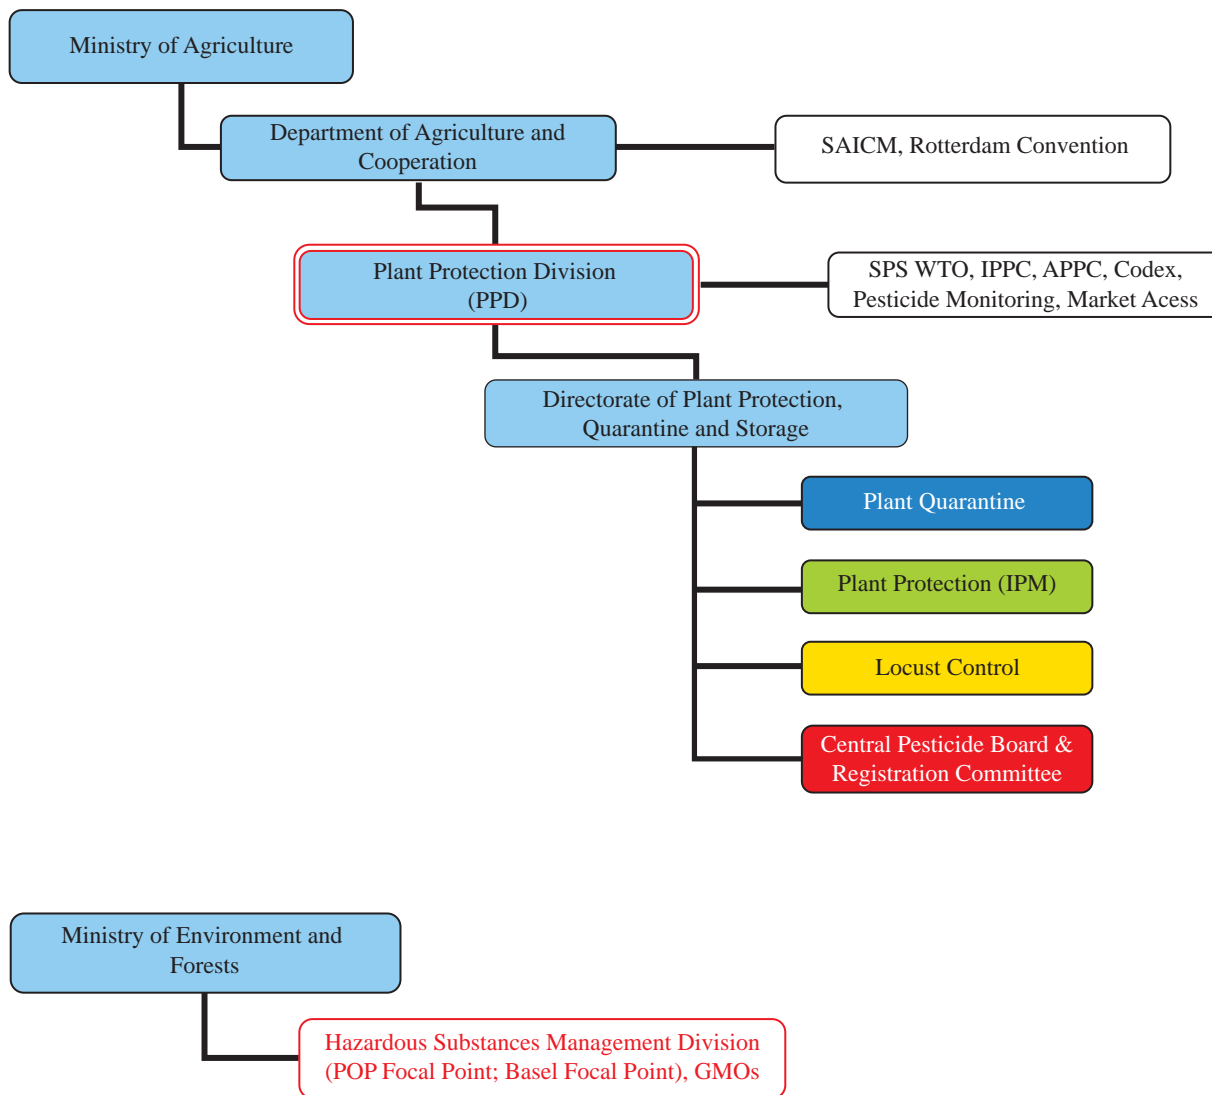 Ministry of Agriculture
Department of Agriculture and
Cooperation
SAICM, Rotterdam Convention
Plant Protection Division
(PPD)
SPS WTO, IPPC, APPC, Codex,
Pesticide Monitoring, Market Acess
Directorate of Plant Protection,
Quarantine and Storage
Plant Quarantine
Plant Protection (IPM)
Locust Control
Central Pesticide Board &
Registration Committee
Ministry of Environment and
Forests
Hazardous Substances Management Division
(POP Focal Point; Basel Focal Point), GMOs